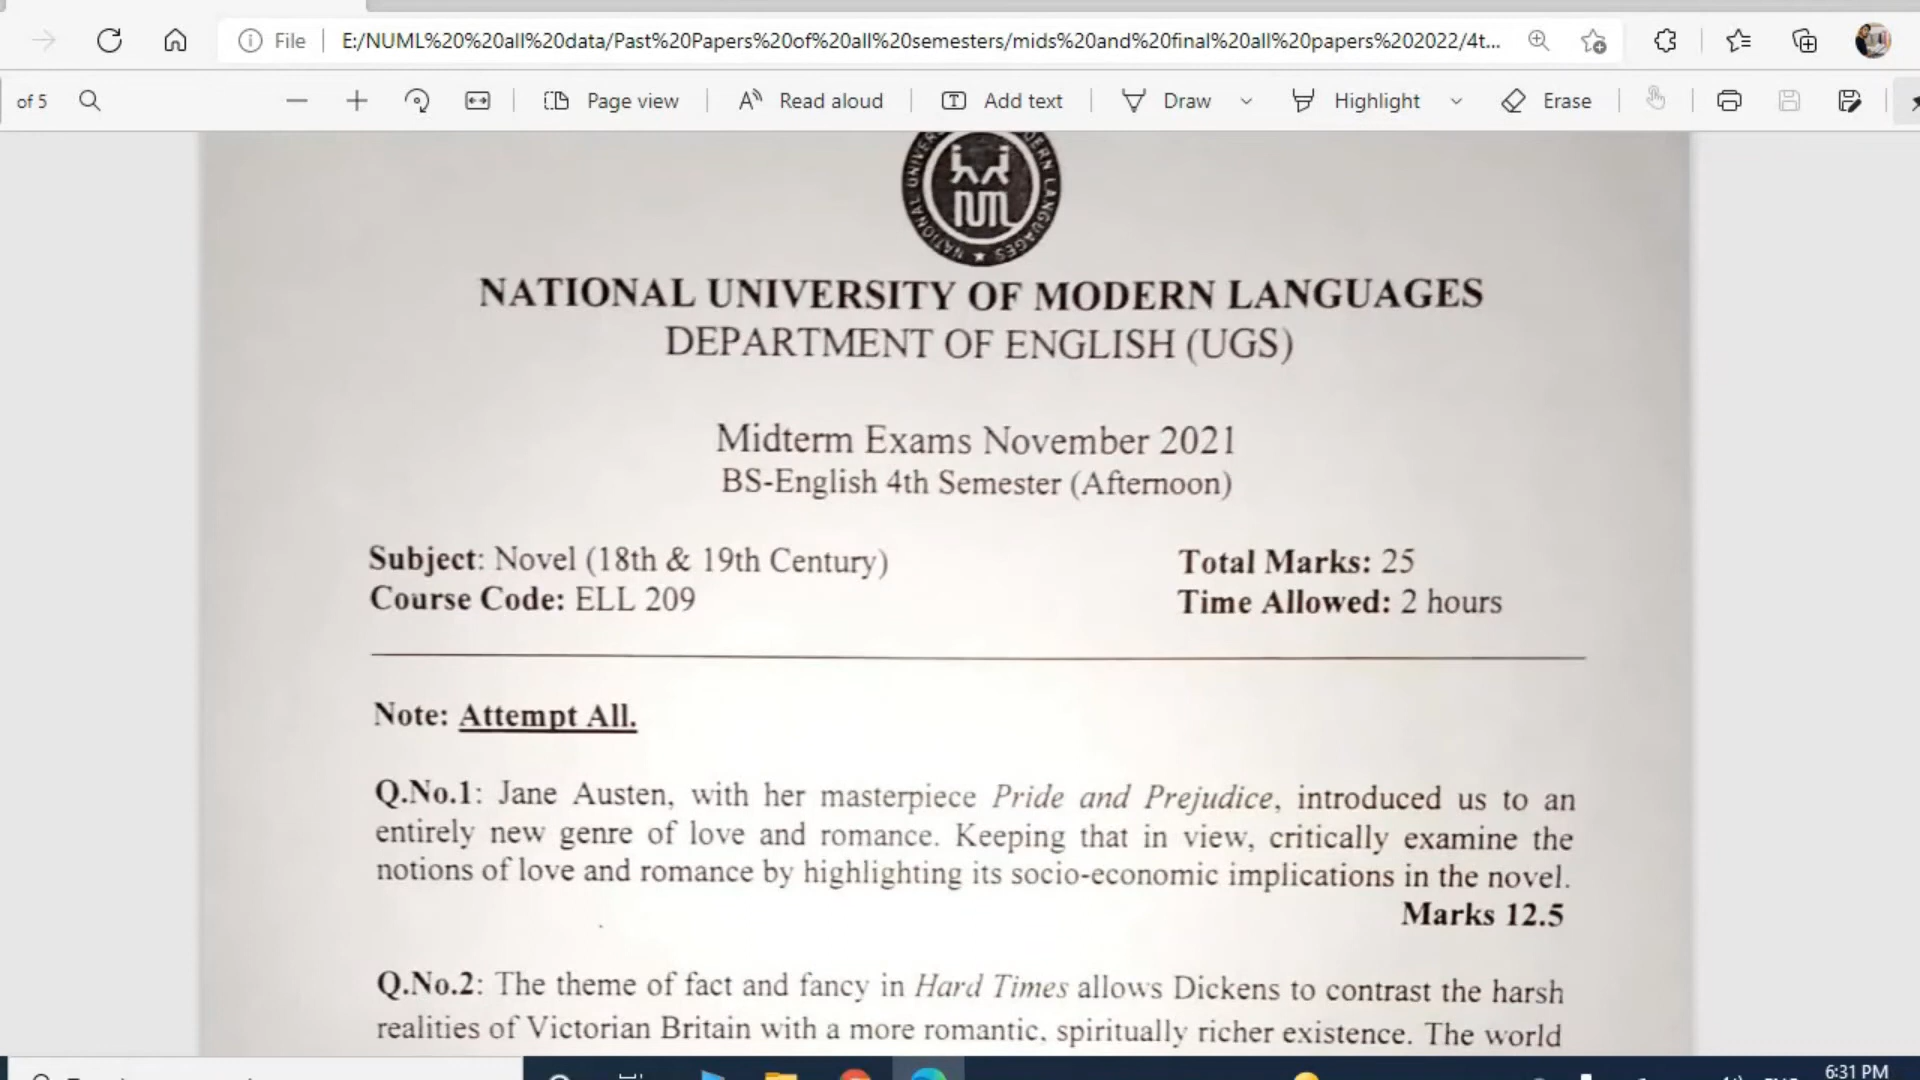 File
E:/NUML%20%20all%20data/Past%20Papers%20of%20all%20semesters/mids%20and%20final%20all%20papers%202022/4t...
of 5
Page view
Read aloud
Add text
Draw
Highlight
Erase
NATIONAL UNIVERSITY OF MODERN LANGUAGES
NUM
NATIONAL UNIVERSITY OF MODERN LANGUAGES
DEPARTMENT OF ENGLISH (UGS)
Midterm Exams November 2021
BS-English 4th Semester (Afternoon)
Subject: Novel (18th & 19th Century)
Total Marks: 25
Course Code: ELL 209
Time Allowed: 2 hours
Note: Attempt All.
Q.No.1: Jane Austen, with her masterpiece Pride and Prejudice, introduced us to an
entirely new genre of love and romance. Keeping that in view, critically examine the
notions of love and romance by highlighting its socio-economic implications in the novel.
Marks 12.5
Q.No.2: The theme of fact and fancy in Hard Times allows Dickens to contrast the harsh
realities of Victorian Britain with a more romantic, spiritually richer existence. The world
6:31 PM